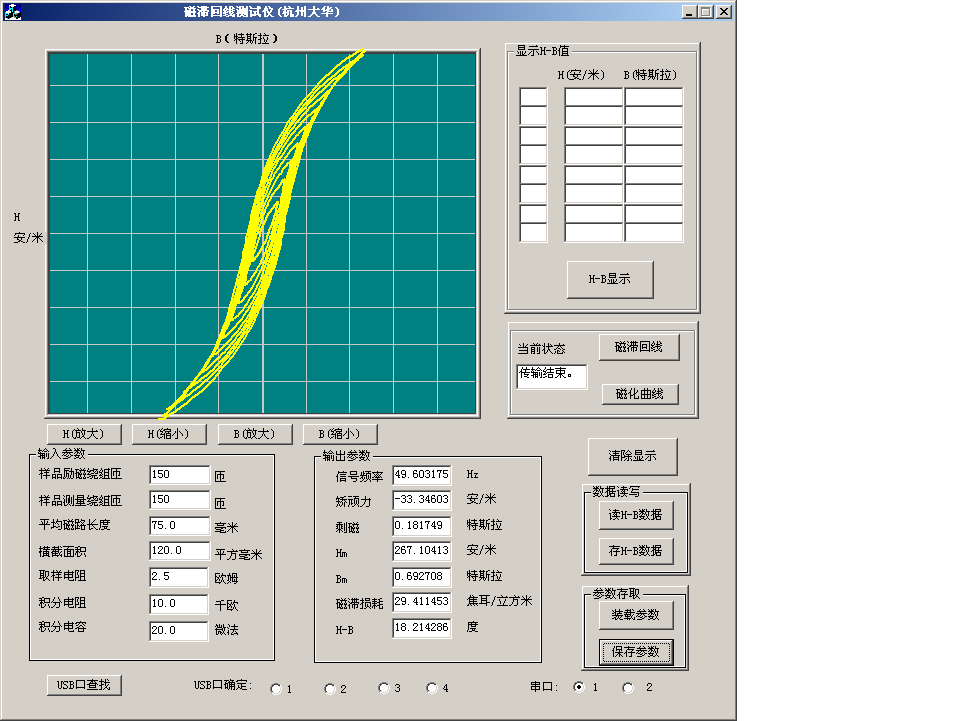 磁滞回线测试仪(杭州大华)
B(特斯拉)
H
安/米
显示H-B值
H(安/米) B(特斯拉)
H-B显示
当前状态
传输结束。
磁滞回线
磁化曲线
H(放大) H(缩小) B(放大) B(缩小)
清除显示
输入参数
样品励磁绕组匝 150 匝
样品测量绕组匝 150 匝
平均磁路长度 75.0 毫米
横截面积 120.0 平方毫米
取样电阻 2.5 欧姆
积分电阻 10.0 千欧
积分电容 20.0 微法
输出参数
信号频率 49.603175 Hz
矫顽力 -33.34603 安/米
剩磁 0.181749 特斯拉
Hm 267.10413 安/米
Bm 0.692708 特斯拉
磁滞损耗 29.411453 焦耳/立方米
H-B 18.214286 度
数据读写
读H-B数据
存H-B数据
参数存取
装载参数
保存参数
USB口查找 USB口确定: 1 2 3 4 串口: 1 2